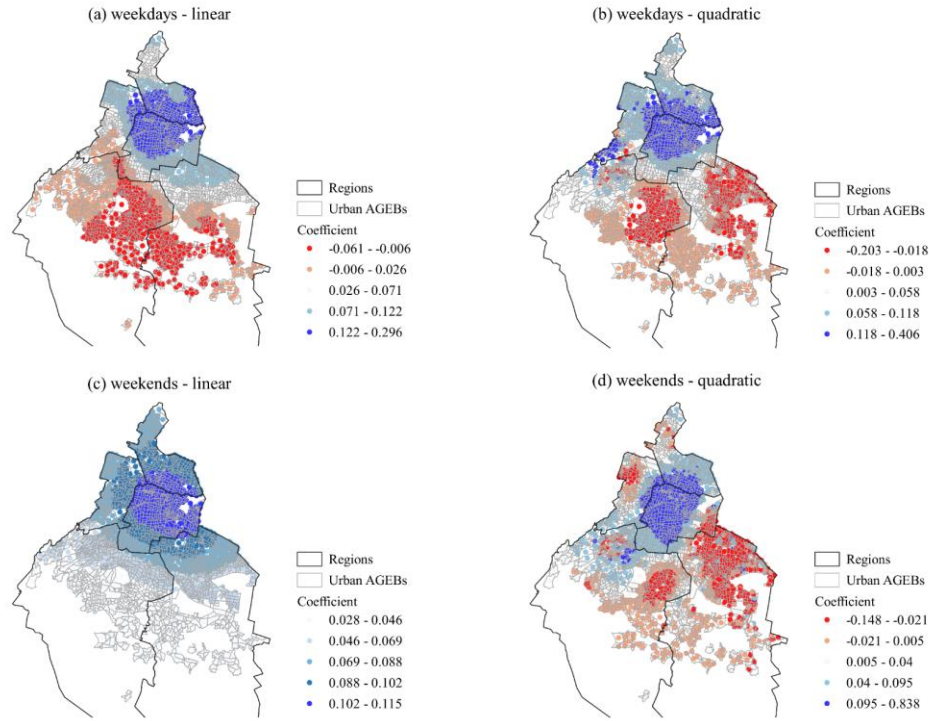 (a) weekdays - linear
Regions
Urban AGEBs
Coefficient
-0.061 - -0.006
-0.006 - 0.026
0.026 - 0.071
0.071 - 0.122
0.122 - 0.296
(b) weekdays - quadratic
Regions
Urban AGEBs
Coefficient
-0.203 - -0.018
-0.018 - 0.003
0.003 - 0.058
0.058 - 0.118
0.118 - 0.406
(c) weekends - linear
Regions
Urban AGEBs
Coefficient
0.028 - 0.046
0.046 - 0.069
0.069 - 0.088
0.088 - 0.102
0.102 - 0.115
(d) weekends - quadratic
Regions
Urban AGEBs
Coefficient
-0.148 - -0.021
-0.021 - 0.005
0.005 - 0.04
0.04 - 0.095
0.095 - 0.838